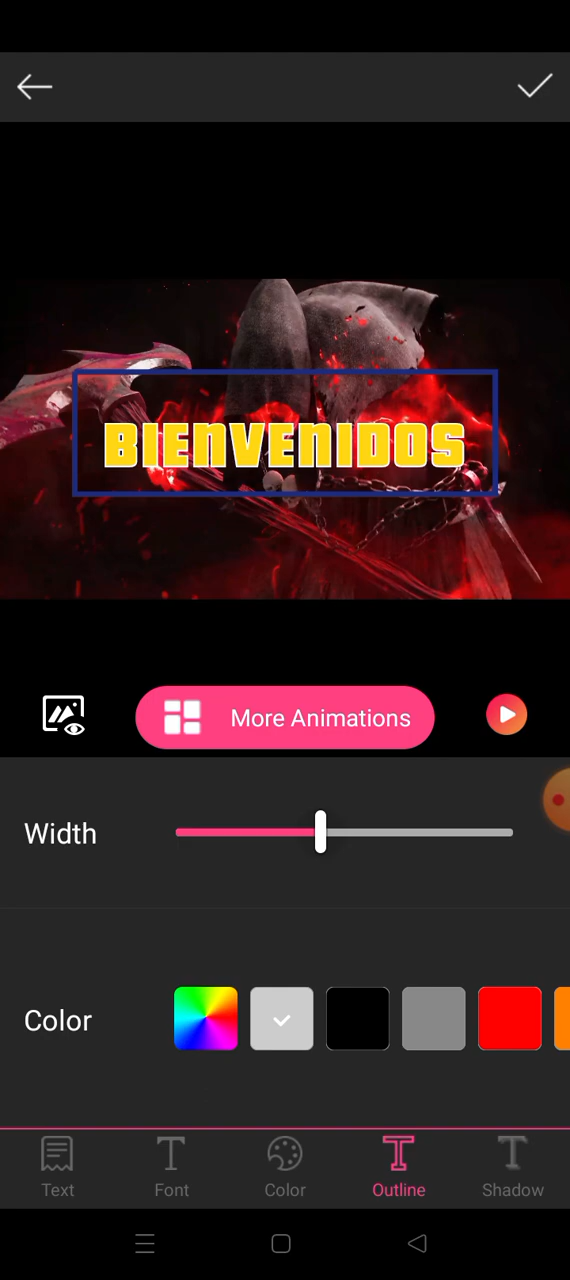 BIENVENIDOS
More Animations
Width
Color
Text Font Color Outline Shadow